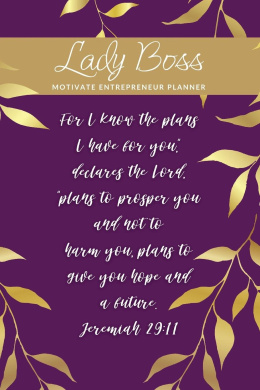 Lady Boss
MOTIVATE ENTREPRENEUR PLANNER
For I know the plans
I have for you,"
declares the Lord,
"plans to prosper you
and not to
harm you, plans to
give you hope and
a future.
Jeremiah 29:11